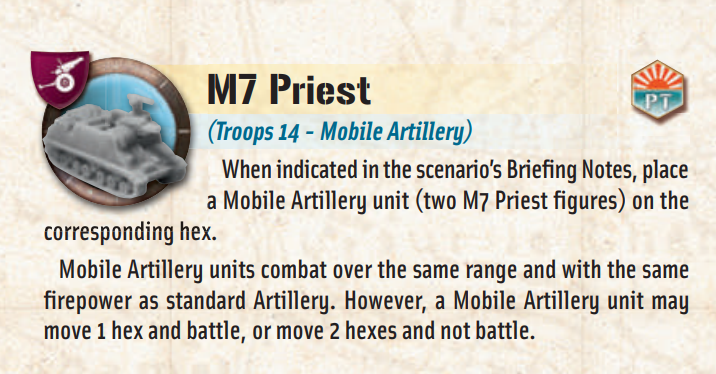 M7 Priest
PT
(Troops 14 - Mobile Artillery)
When indicated in the scenario's Briefing Notes, place
a Mobile Artillery unit (two M7 Priest figures) on the
corresponding hex.
Mobile Artillery units combat over the same range and with the same
firepower as standard Artillery. However, a Mobile Artillery unit may
move 1 hex and battle, or move 2 hexes and not battle.